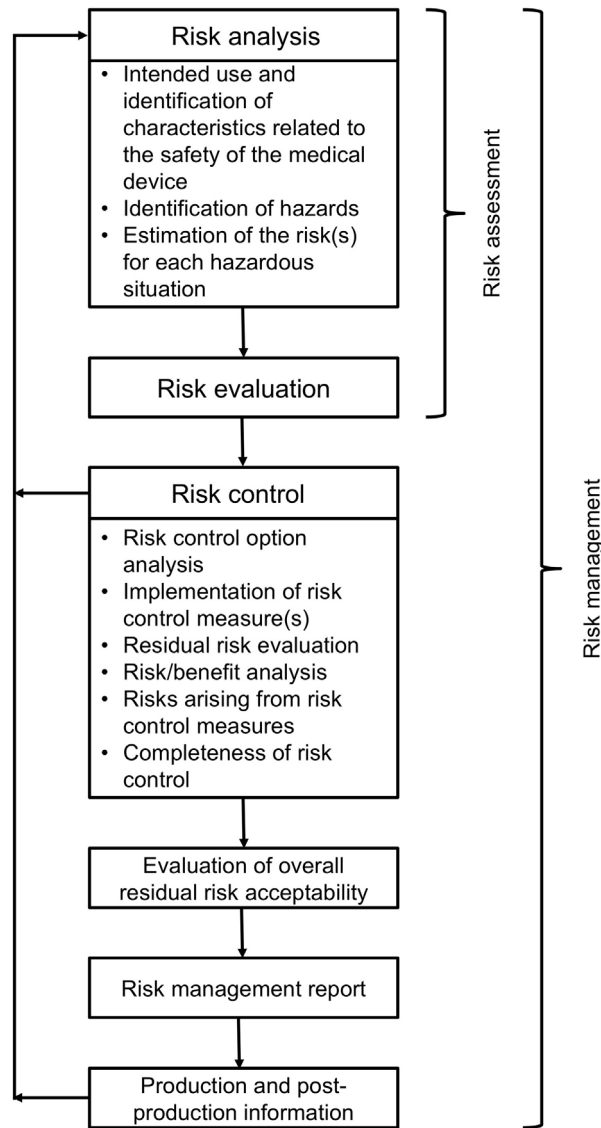 Risk analysis
• Intended use and
identification of
characteristics related to
the safety of the medical
device
• Identification of hazards
• Estimation of the risk(s)
for each hazardous
situation
Risk evaluation
Risk assessment
Risk control
• Risk control option
analysis
• Implementation of risk
control measure(s)
• Residual risk evaluation
• Risk/benefit analysis
• Risks arising from risk
control measures
• Completeness of risk
control
Risk management
Evaluation of overall
residual risk acceptability
Risk management report
Production and post-
production information